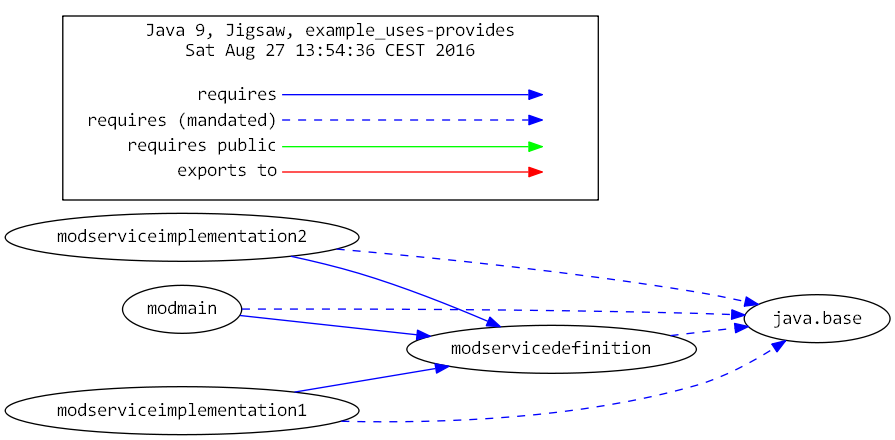 Java 9, Jigsaw, example_uses-provides
Sat Aug 27 13:54:36 CEST 2016
requires
requires (mandated)
requires public
exports to
modserviceimplementation2
modmain
java.base
modservicedefinition
modserviceimplementation1